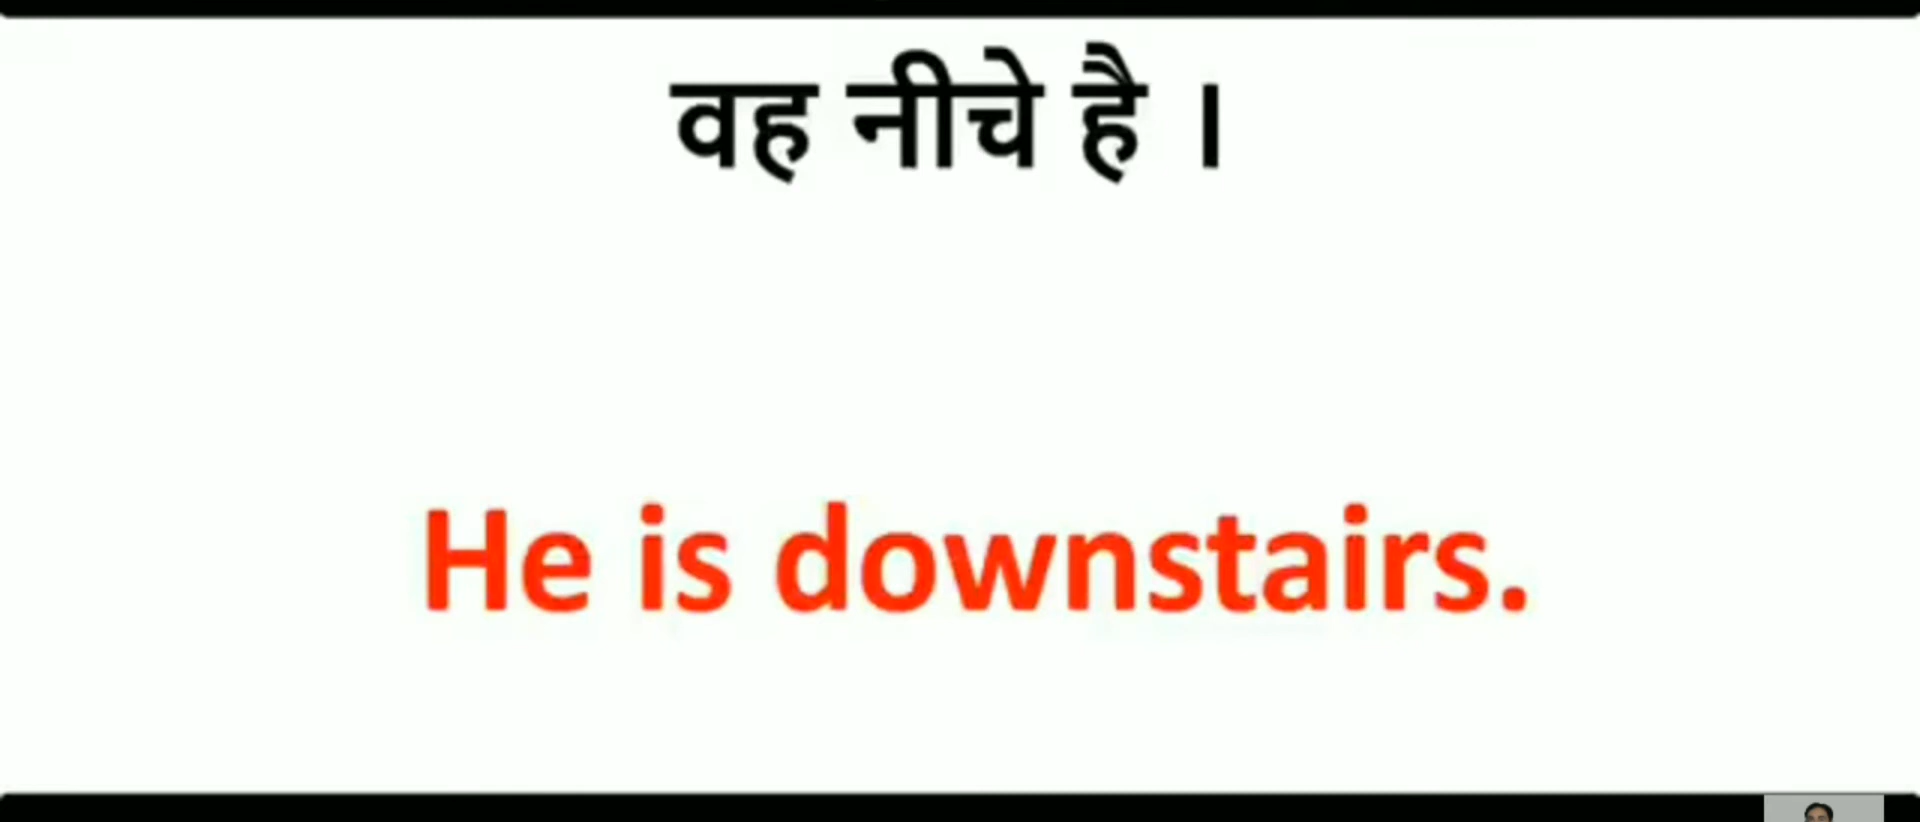 वह नीचे है ।
He is downstairs.